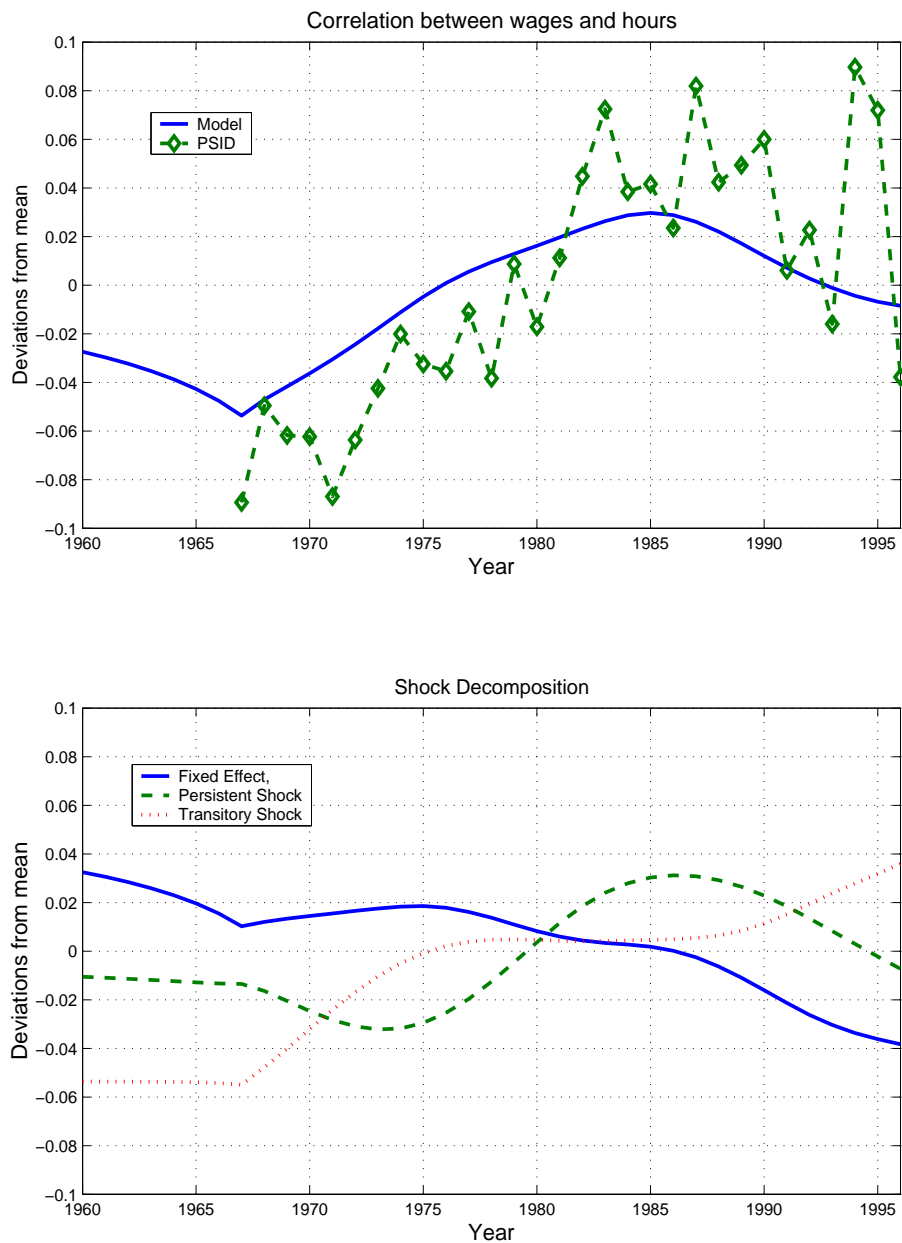 Correlation between wages and hours
0.1
0.08
0.06
0.04
0.02
0
−0.02
−0.04
−0.06
−0.08
−0.1
Deviations from mean
Model
PSID
1960 1965 1970 1975 1980 1985 1990 1995
Year
Shock Decomposition
0.1
0.08
0.06
0.04
0.02
0
−0.02
−0.04
−0.06
−0.08
−0.1
Deviations from mean
Fixed Effect,
Persistent Shock
Transitory Shock
1960 1965 1970 1975 1980 1985 1990 1995
Year